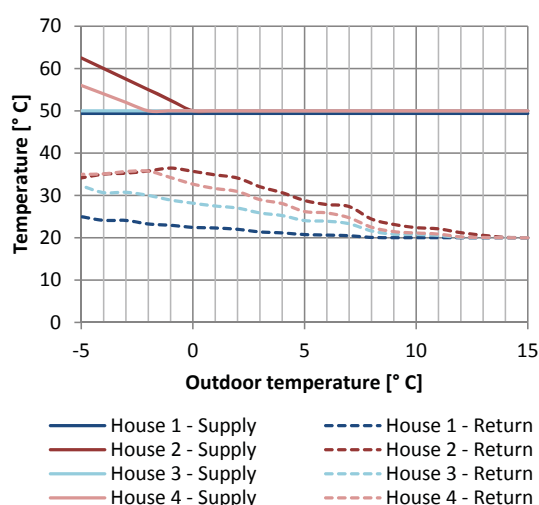 70
60
50
40
30
20
10
0
Temperature [° C]
-5 0 5 10 15
Outdoor temperature [° C]
House 1 - Supply House 1 - Return
House 2 - Supply House 2 - Return
House 3 - Supply House 3 - Return
House 4 - Supply House 4 - Return